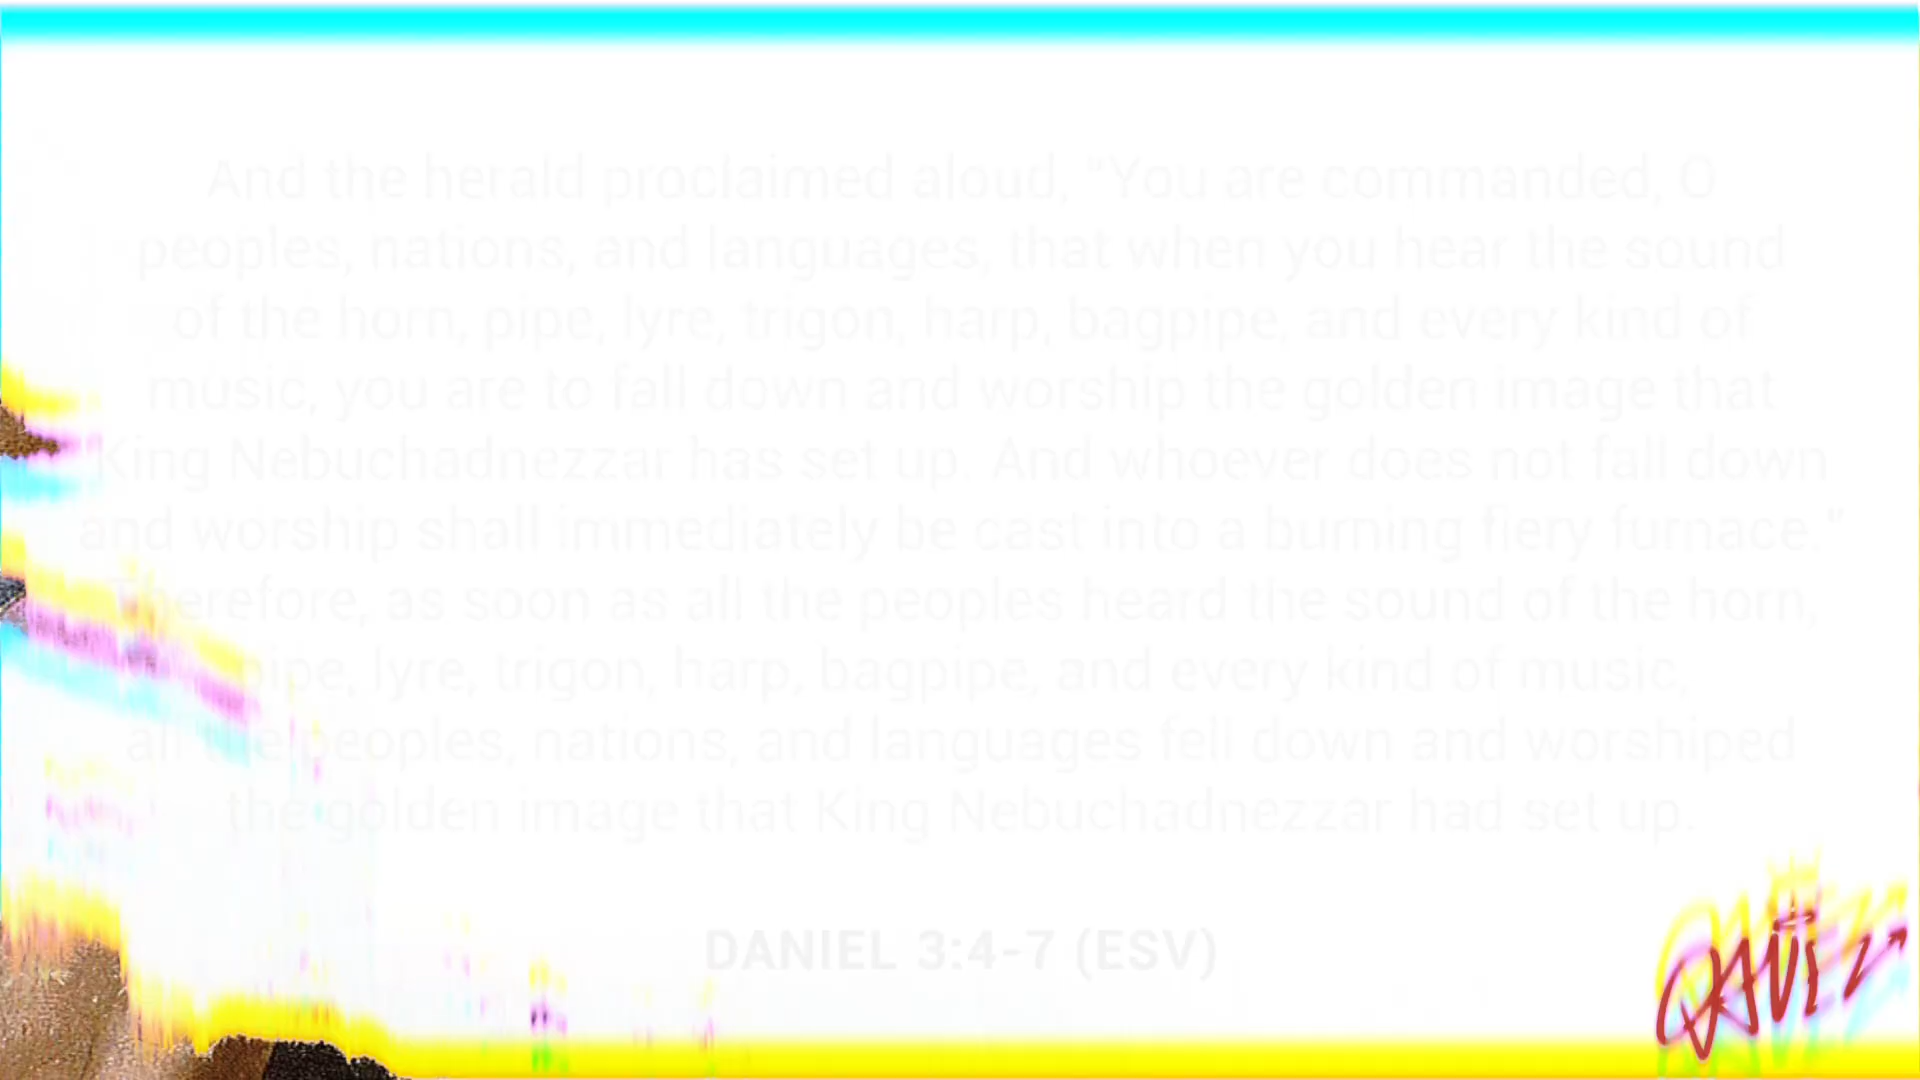 And the herald proclaimed aloud, “You are commanded, O
peoples, nations, and languages, that when you hear the sound
of the horn, pipe, lyre, trigon, harp, bagpipe, and every kind of
music, you are to fall down and worship the golden image that
King Nebuchadnezzar has set up. And whoever does not fall down
and worship shall immediately be cast into a burning fiery furnace.”
Therefore, as soon as all the peoples heard the sound of the horn,
pipe, lyre, trigon, harp, bagpipe, and every kind of music,
all the peoples, nations, and languages fell down and worshiped
the golden image that King Nebuchadnezzar had set up.
DANIEL 3:4-7 (ESV)